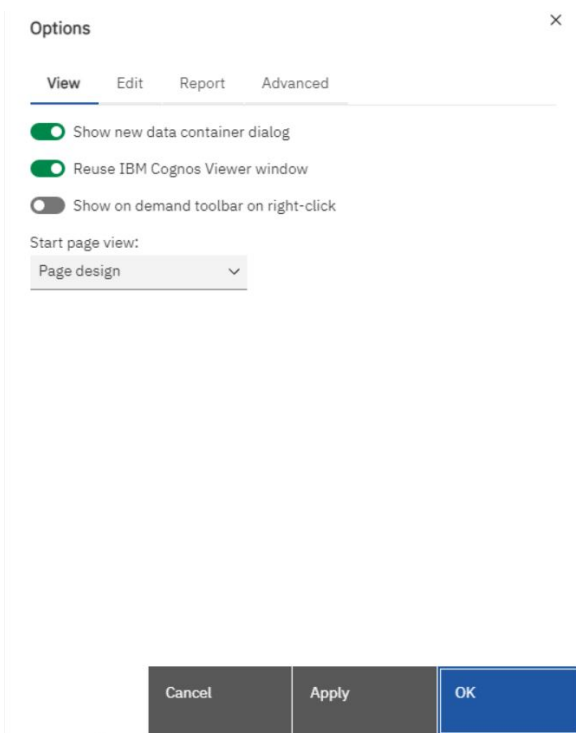 Options
View Edit Report Advanced
Show new data container dialog
Reuse IBM Cognos Viewer window
Show on demand toolbar on right-click
Start page view:
Page design
Cancel Apply OK